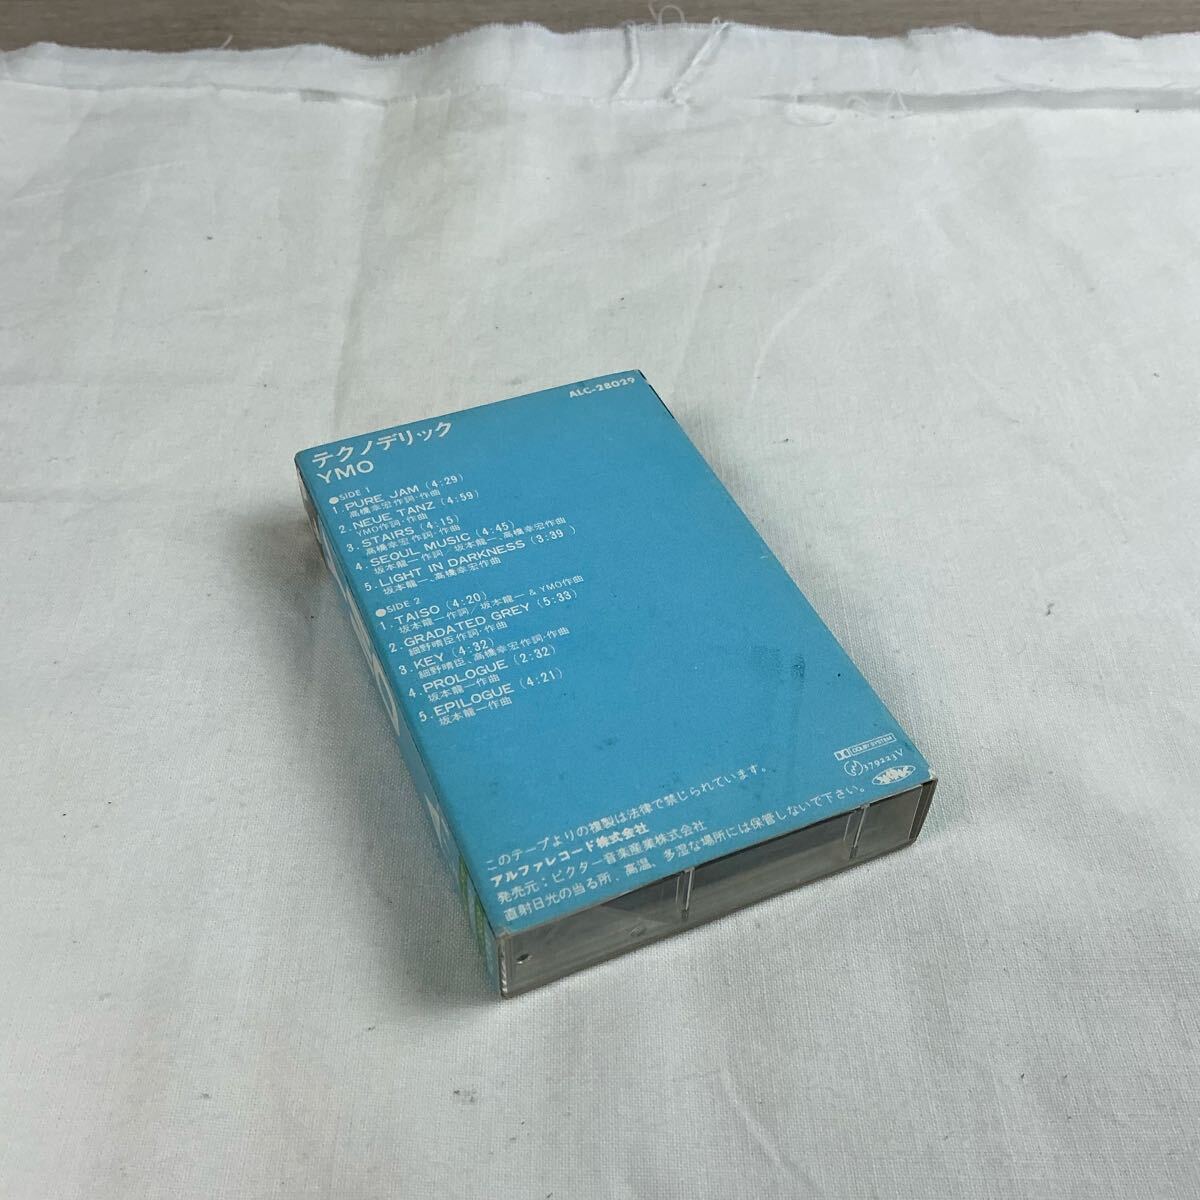 ALC-28029
テクノデリック
YMO
●SIDE 1
1. PURE JAM (4:29)
高橋幸宏作詞・作曲
2. NEUE TANZ (4:59)
YMO作詞・作曲
3. STAIRS (4:15)
高橋幸宏作詞・作曲
4. SEOUL MUSIC (4:45)
坂本龍一作詞／坂本龍一、高橋幸宏作曲
5. LIGHT IN DARKNESS (3:39)
坂本龍一、高橋幸宏作曲
●SIDE 2
1. TAISO (4:20)
坂本龍一作詞／坂本龍一 & YMO作曲
2. GRADATED GREY (5:33)
細野晴臣作詞・作曲
3. KEY (4:32)
細野晴臣、高橋幸宏作詞・作曲
4. PROLOGUE (2:32)
坂本龍一作曲
5. EPILOGUE (4:21)
坂本龍一作曲
DOLBY SYSTEM
379223V
このテープよりの複製は法律で禁じられています。
アルファレコード株式会社
発売元：ビクター音楽産業株式会社
直射日光の当る所、高温、多湿な場所には保管しないで下さい。